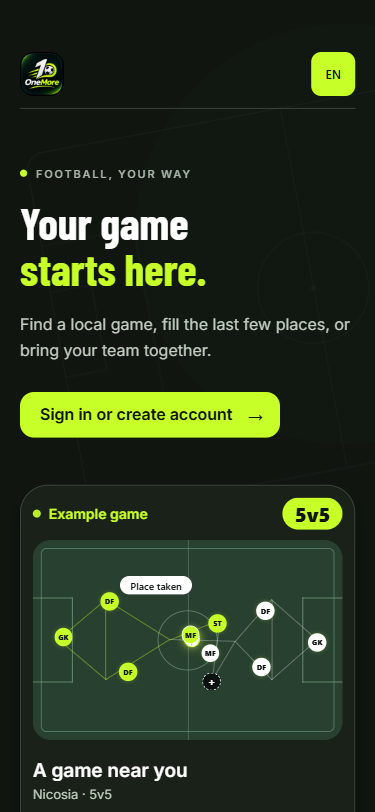 OneMore
EN
FOOTBALL, YOUR WAY
Your game
starts here.
Find a local game, fill the last few places, or
bring your team together.
Sign in or create account →
Example game
5v5
Place taken
DF
DF
ST
GK
MF
GK
MF
DF
DF
+
A game near you
Nicosia · 5v5